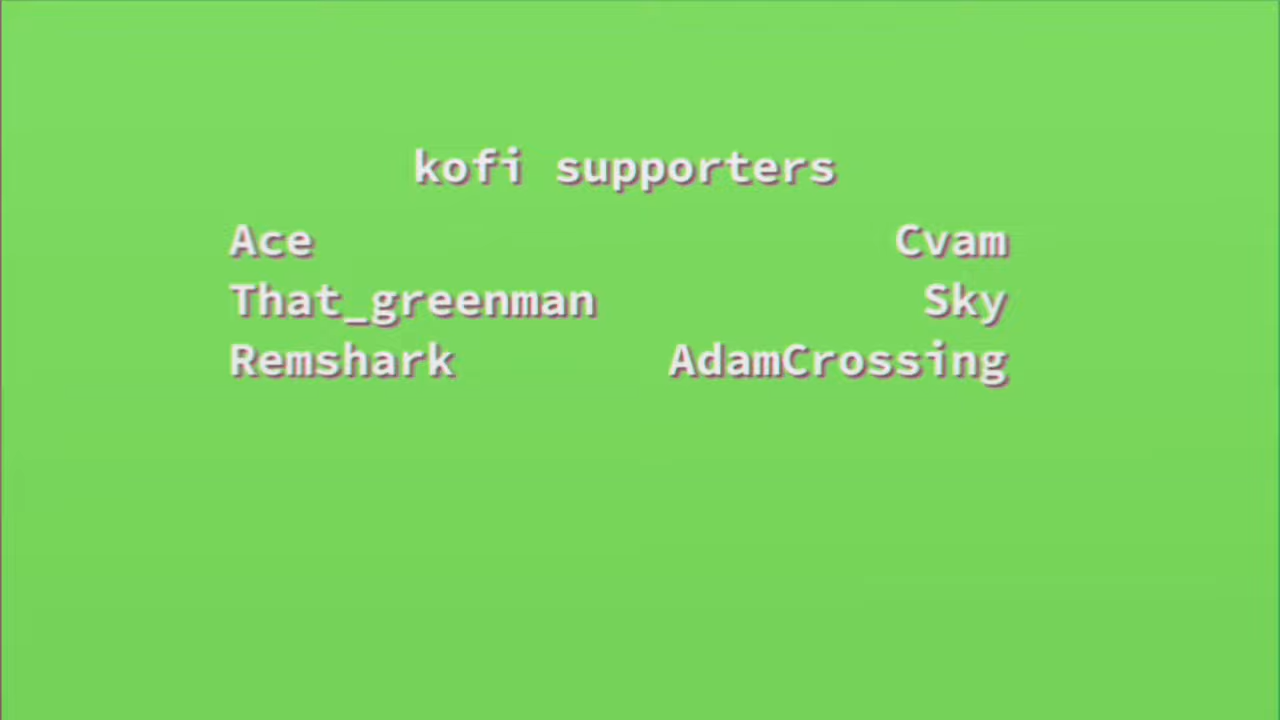 kofi supporters
Ace Cvam
That_greenman Sky
Remshark AdamCrossing